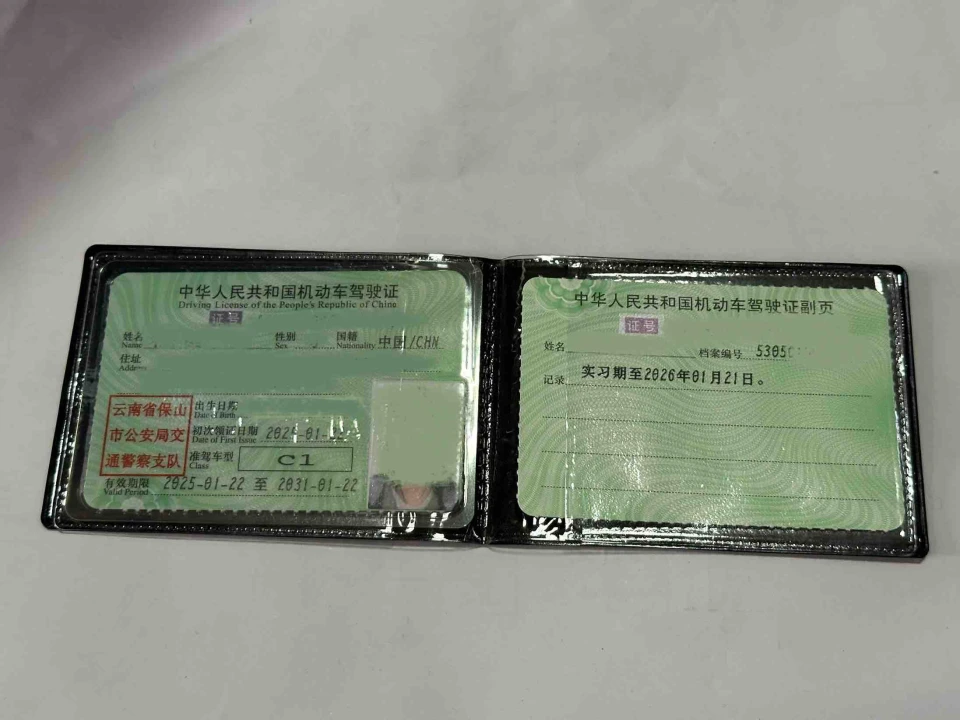 中华人民共和国机动车驾驶证
Driving License of the People's Republic of China
证号
姓名
Name
性别
Sex
国籍
Nationality
中国/CHN
住址
Address
云南省保山
市公安局交
通警察支队
出生日期
Date of Birth
初次领证日期
Date of First Issue
2025-01-
准驾车型
Class
C1
有效期限
Valid Period
2025-01-22 至 2031-01-22
中华人民共和国机动车驾驶证副页
证号
姓名
档案编号 5305
记录 实习期至2026年01月21日。